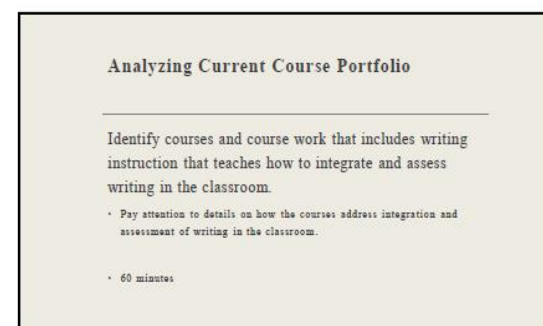 Analyzing Current Course Portfolio
Identify courses and course work that includes writing
instruction that teaches how to integrate and assess
writing in the classroom.
• Pay attention to details on how the courses address integration and
assessment of writing in the classroom.
• 60 minutes